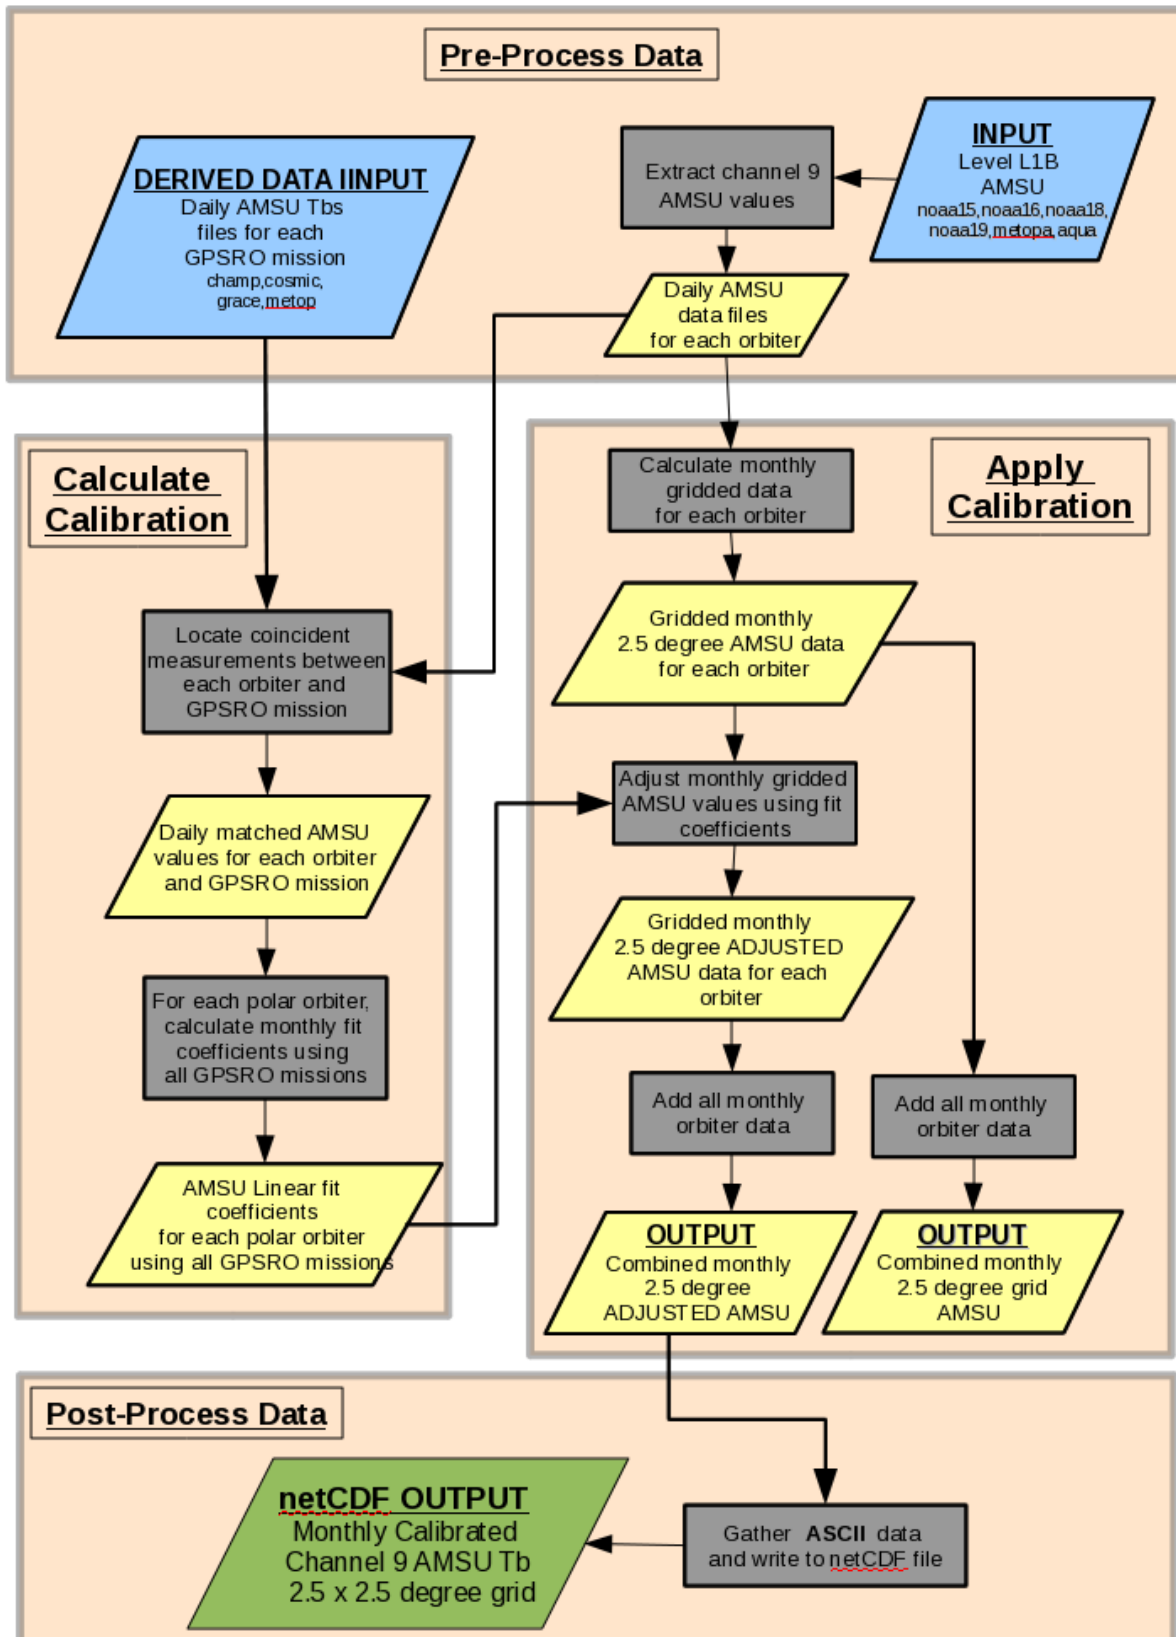 Pre-Process Data
DERIVED DATA IINPUT
Daily AMSU Tbs
files for each
GPSRO mission
champ,cosmic,
grace,metop
Extract channel 9
AMSU values
INPUT
Level L1B
AMSU
noaa15,noaa16,noaa18,
noaa19,metopa,aqua
Daily AMSU
data files
for each orbiter
Calculate
Calibration
Locate coincident
measurements between
each orbiter and
GPSRO mission
Daily matched AMSU
values for each orbiter
and GPSRO mission
For each polar orbiter,
calculate monthly fit
coefficients using
all GPSRO missions
AMSU Linear fit
coefficients
for each polar orbiter
using all GPSRO missions
Apply
Calibration
Calculate monthly
gridded data
for each orbiter
Gridded monthly
2.5 degree AMSU data
for each orbiter
Adjust monthly gridded
AMSU values using fit
coefficients
Gridded monthly
2.5 degree ADJUSTED
AMSU data for each
orbiter
Add all monthly
orbiter data
Add all monthly
orbiter data
OUTPUT
Combined monthly
2.5 degree
ADJUSTED AMSU
OUTPUT
Combined monthly
2.5 degree grid
AMSU
Post-Process Data
netCDF OUTPUT
Monthly Calibrated
Channel 9 AMSU Tb
2.5 x 2.5 degree grid
Gather ASCII data
and write to netCDF file